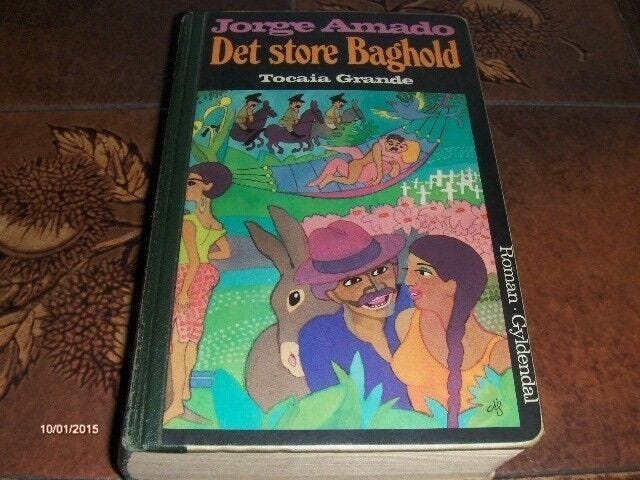 Jorge Amado
Det store Baghold
Tocaia Grande
Roman · Gyldendal
10/01/2015